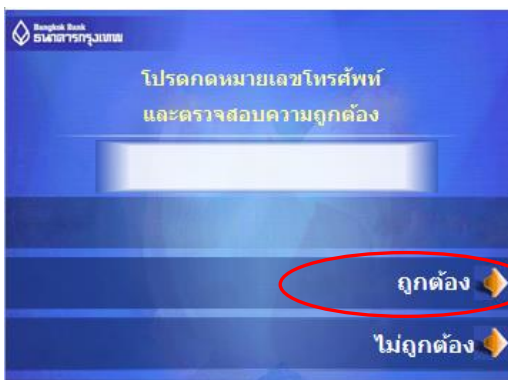 Bangkok Bank
ธนาคารกรุงเทพ
โปรดกดหมายเลขโทรศัพท์
และตรวจสอบความถูกต้อง
ถูกต้อง
ไม่ถูกต้อง